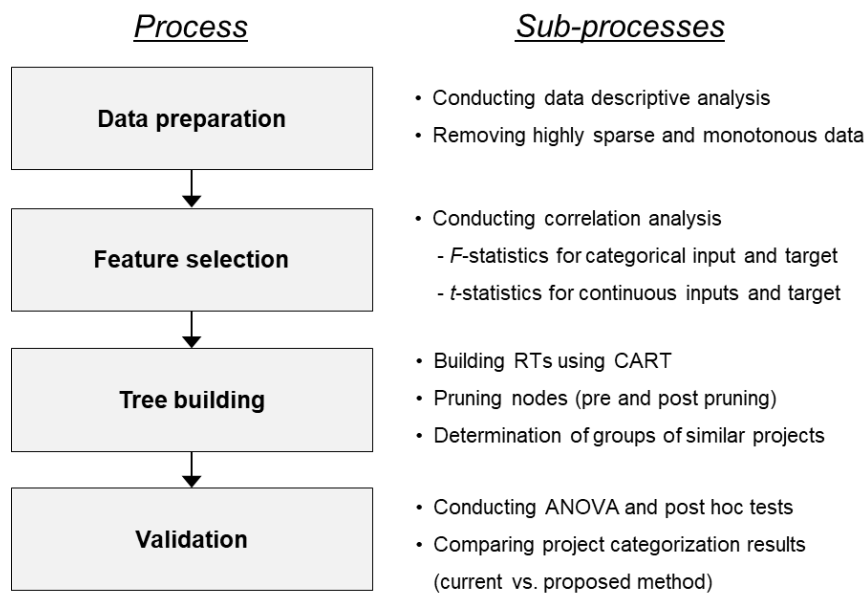 Process
Sub-processes
Data preparation
• Conducting data descriptive analysis
• Removing highly sparse and monotonous data
Feature selection
• Conducting correlation analysis
- F-statistics for categorical input and target
- t-statistics for continuous inputs and target
Tree building
• Building RTs using CART
• Pruning nodes (pre and post pruning)
• Determination of groups of similar projects
Validation
• Conducting ANOVA and post hoc tests
• Comparing project categorization results
(current vs. proposed method)